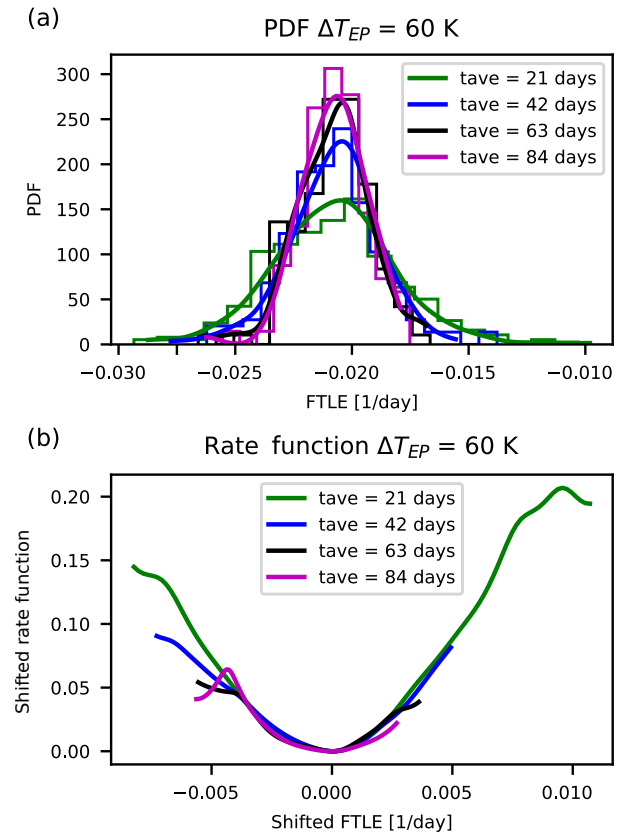 (a)
PDF ΔT_EP = 60 K
300
250
200
150
100
50
0
PDF
tave = 21 days
tave = 42 days
tave = 63 days
tave = 84 days
−0.030 −0.025 −0.020 −0.015 −0.010
FTLE [1/day]
(b)
Rate function ΔT_EP = 60 K
0.20
0.15
0.10
0.05
0.00
Shifted rate function
tave = 21 days
tave = 42 days
tave = 63 days
tave = 84 days
−0.005 0.000 0.005 0.010
Shifted FTLE [1/day]